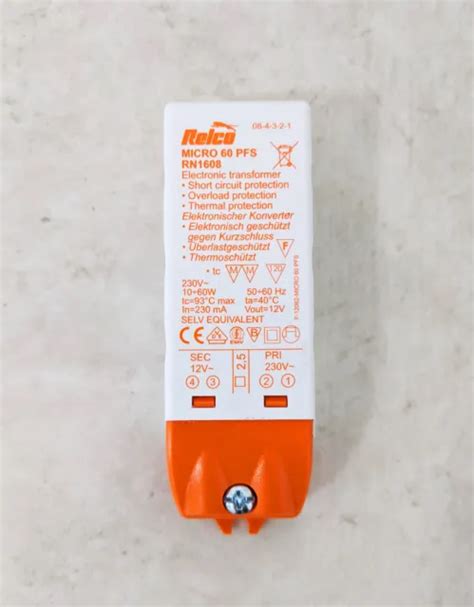 Relco
08-4-3-2-1
MICRO 60 PFS
RN1608
Electronic transformer
• Short circuit protection
• Overload protection
• Thermal protection
Elektronischer Konverter
• Elektronisch geschützt
gegen Kurzschluss
• Überlastgeschützt
• Thermoschützt
F
• tc M M 120
230V~ 50÷60 Hz
10÷60W
tc=93°C max ta=40°C
In=230 mA Vout=12V
SELV EQUIVALENT
CE
SEC 2,5 PRI
12V~ 230V~
4 3 2 1